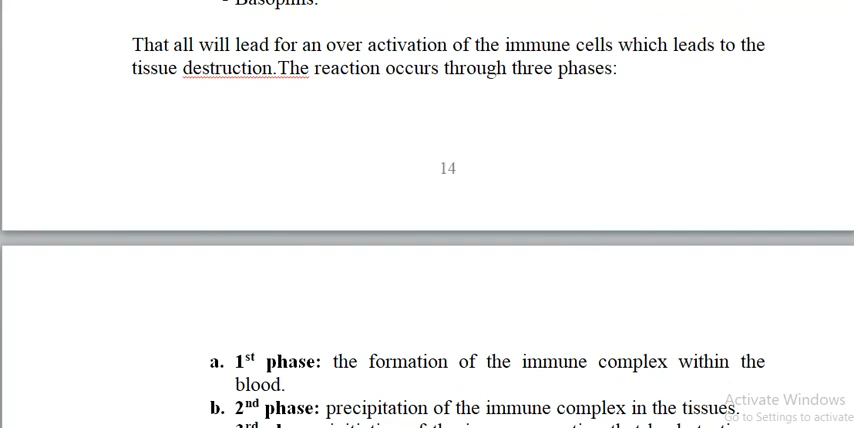 - Basophils.
That all will lead for an over activation of the immune cells which leads to the
tissue destruction.The reaction occurs through three phases:
14
a. 1st phase: the formation of the immune complex within the
blood.
b. 2nd phase: precipitation of the immune complex in the tissues.
Activate Windows
Go to Settings to activate
3rd